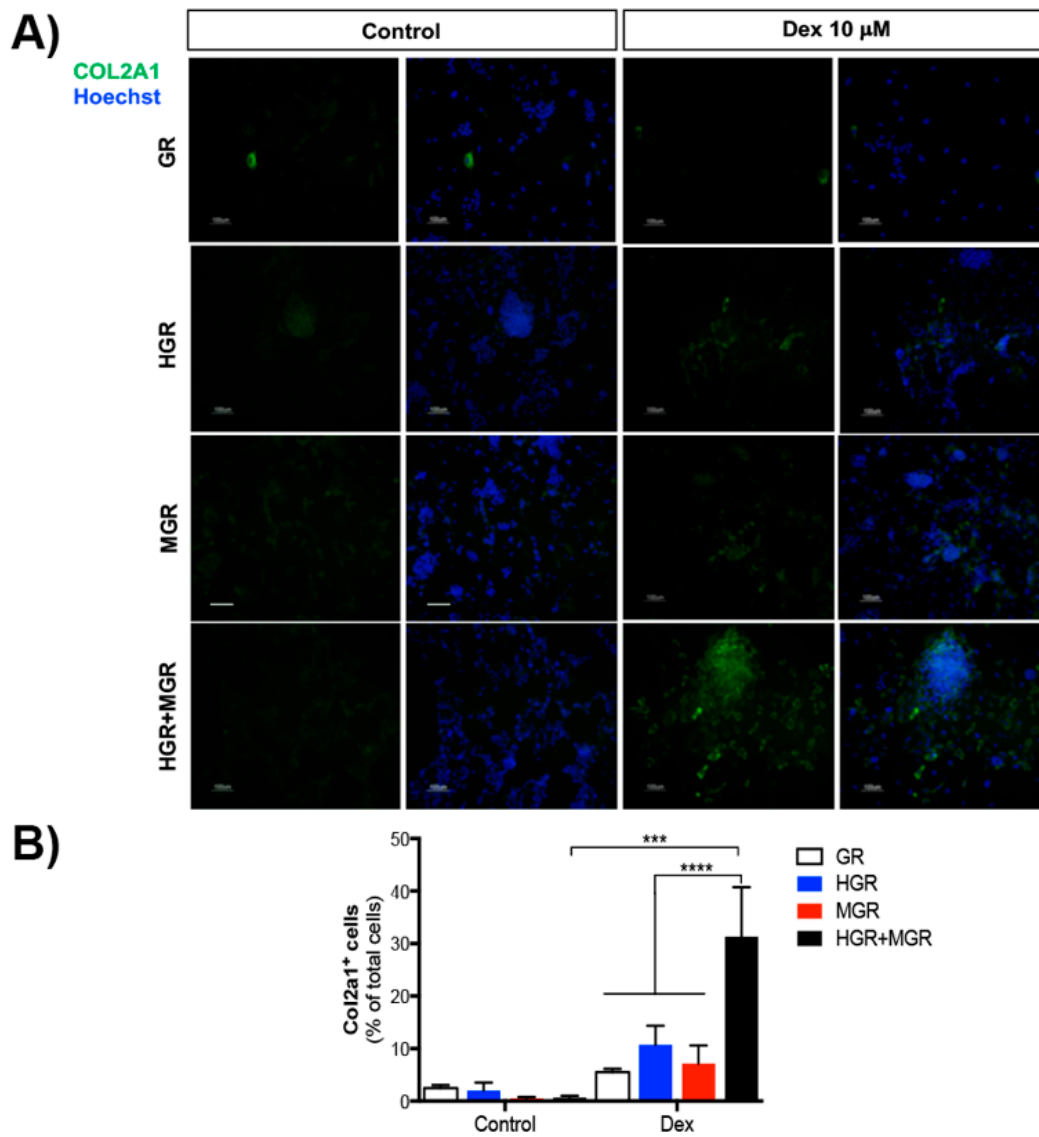 A)
Control
Dex 10 µM
COL2A1
Hoechst
GR
HGR
MGR
HGR+MGR
B)
50
40
30
20
10
0
Col2a1+ cells
(% of total cells)
***
****
GR
HGR
MGR
HGR+MGR
Control
Dex